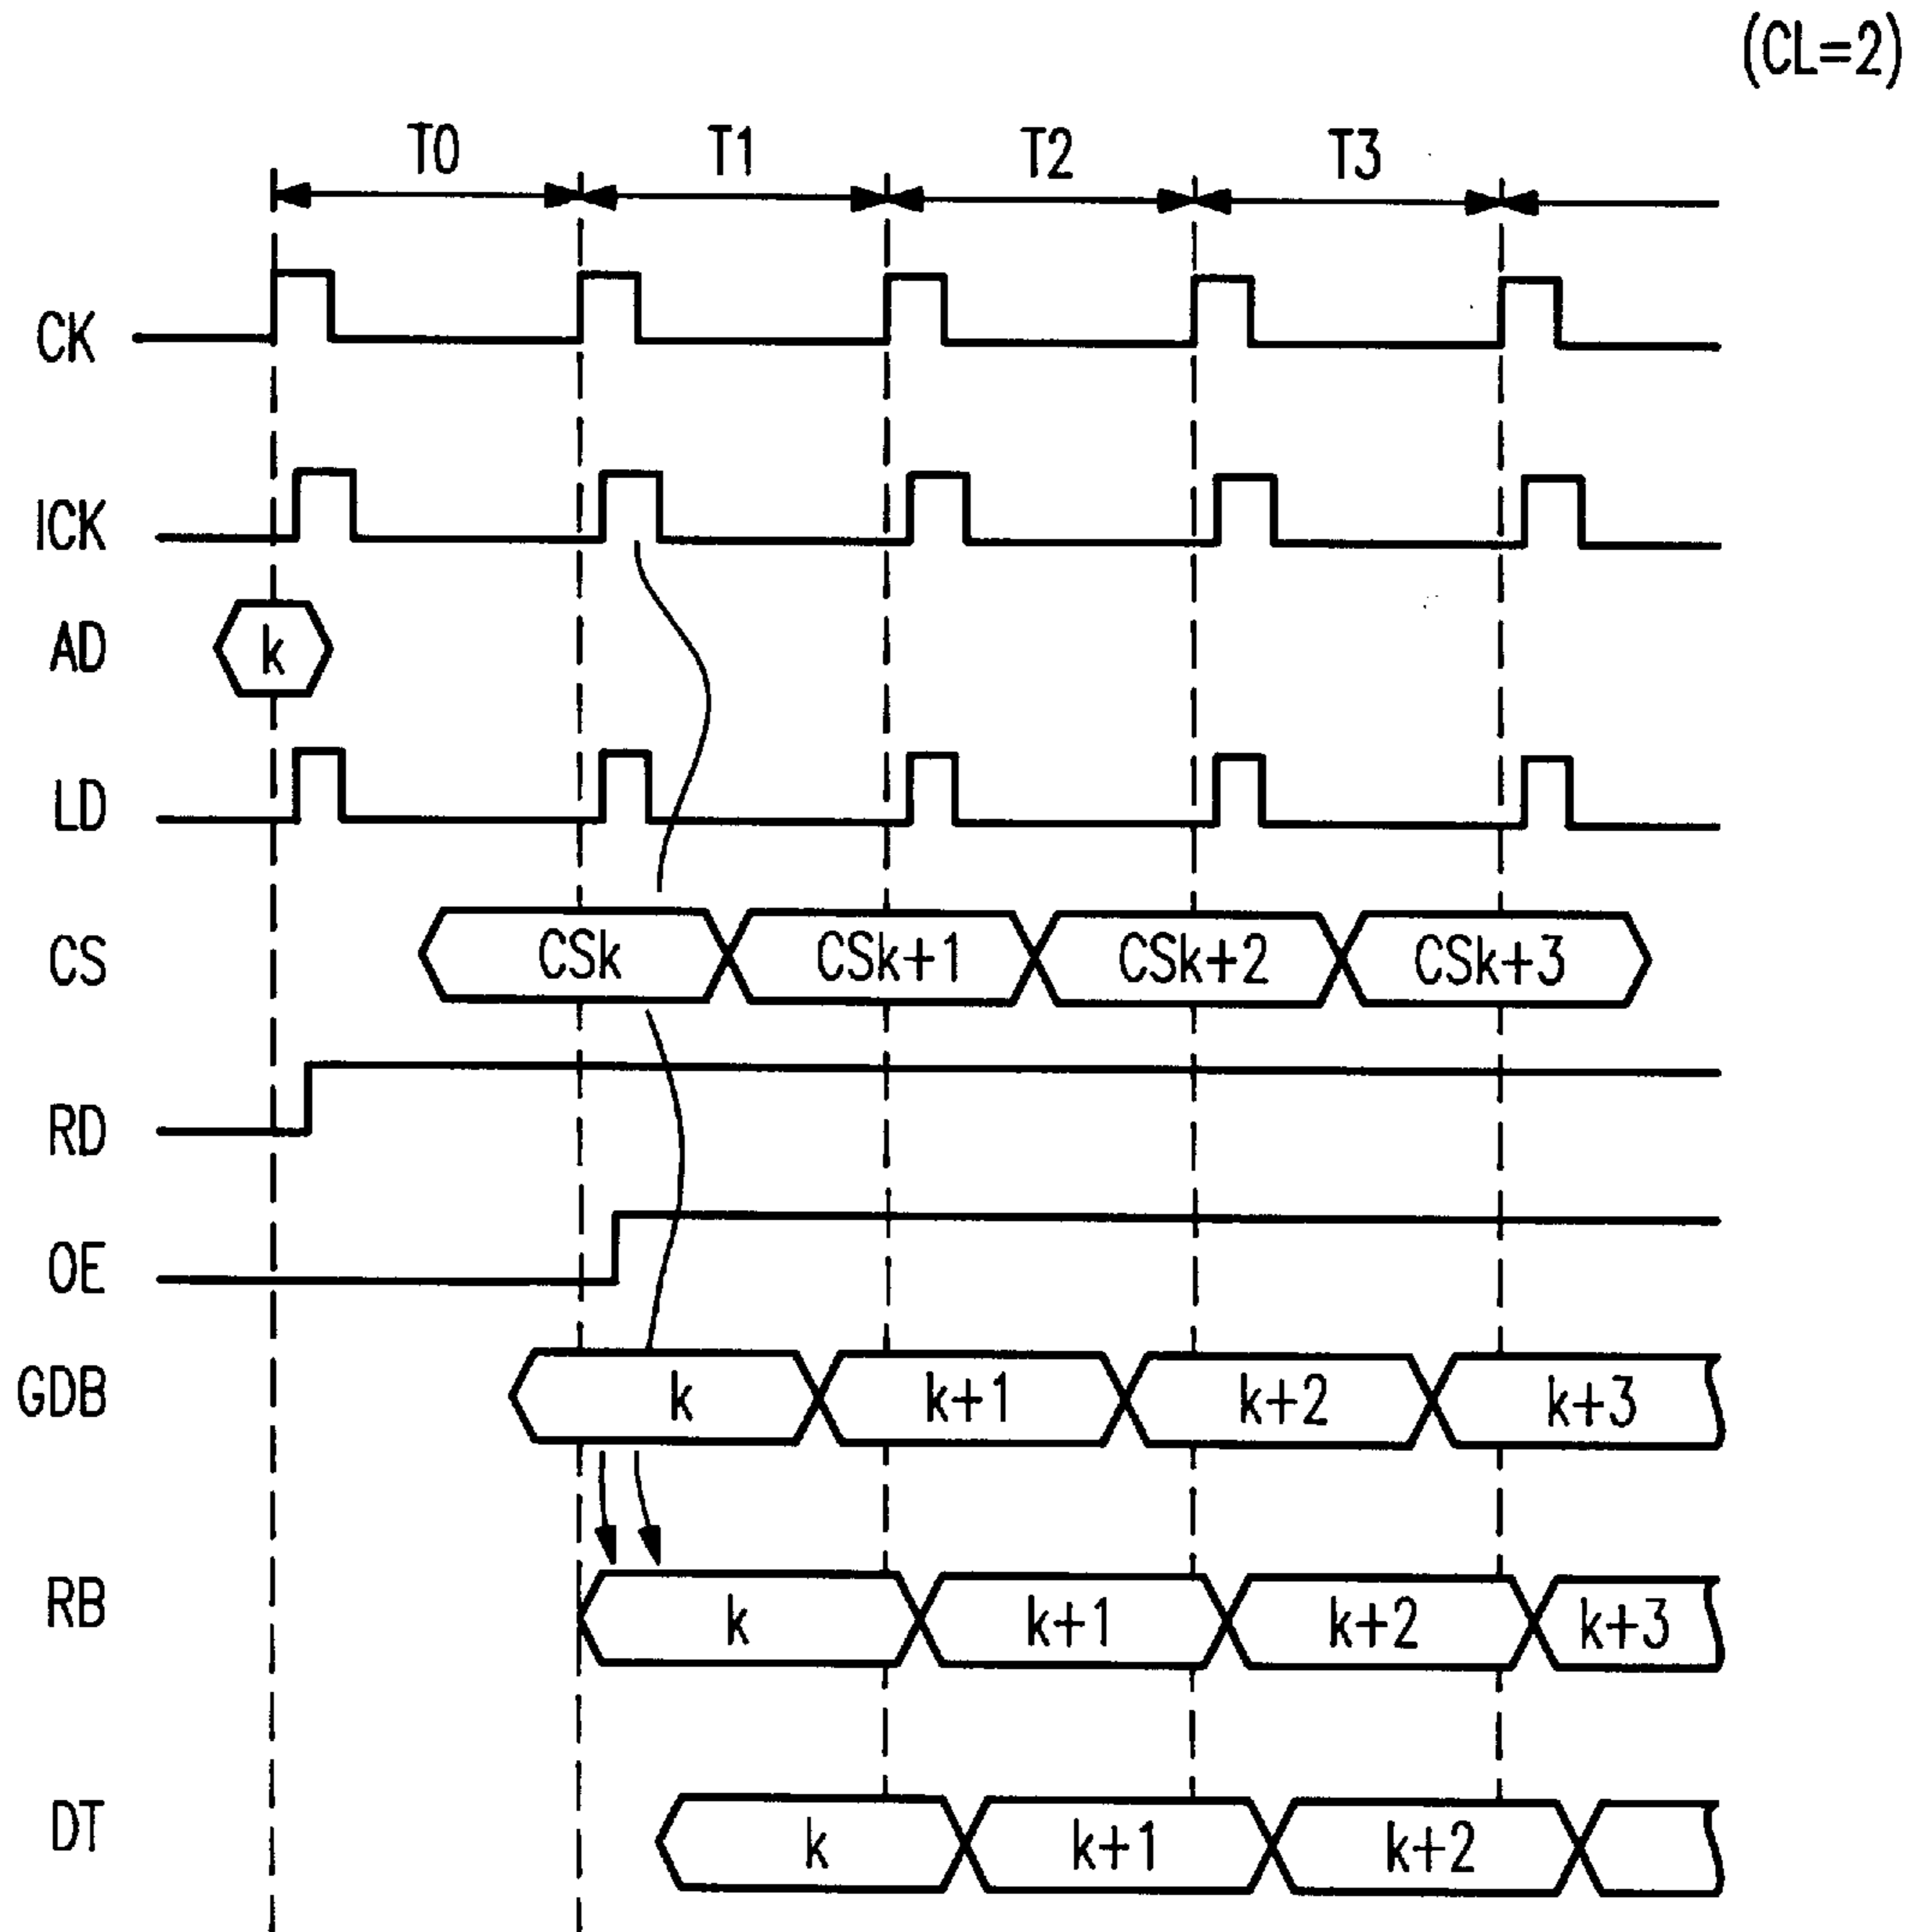 (CL=2)
T0 T1 T2 T3
CK
ICK
AD k
LD
CS CSk CSk+1 CSk+2 CSk+3
RD
OE
GDB k k+1 k+2 k+3
RB k k+1 k+2 k+3
DT k k+1 k+2